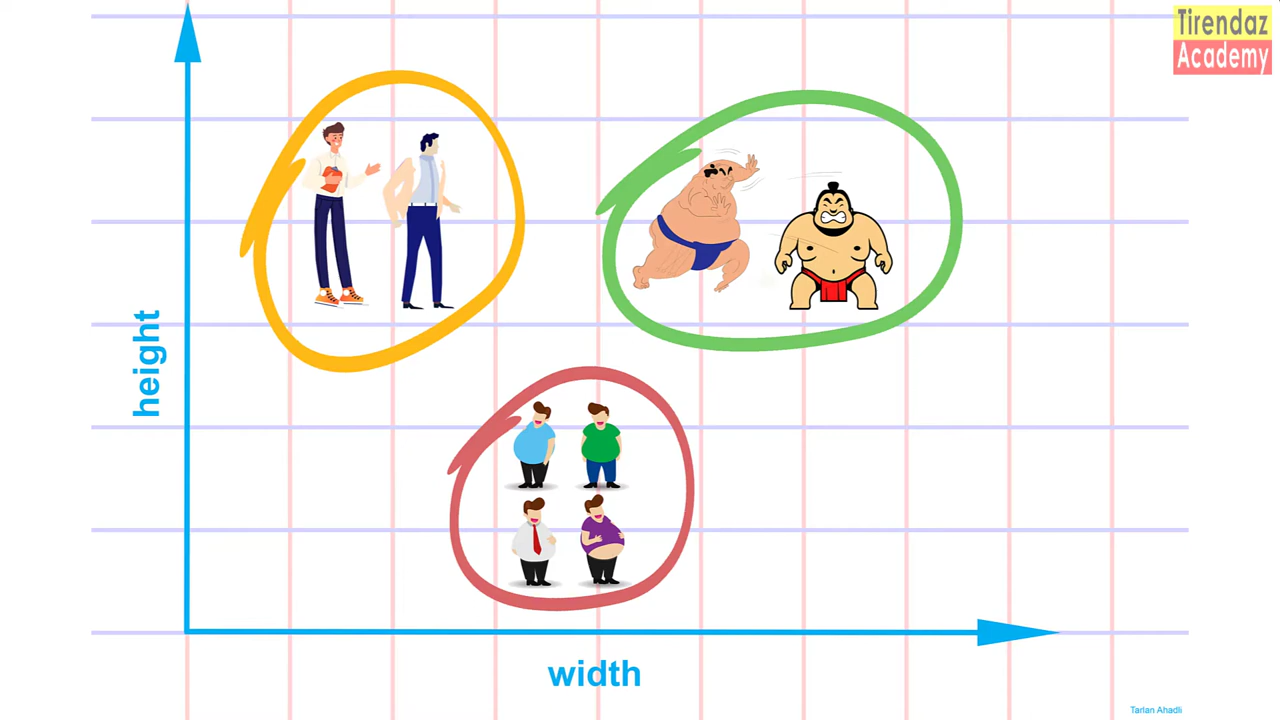 Tirendaz
Academy
height
width
Tarlan Ahadli